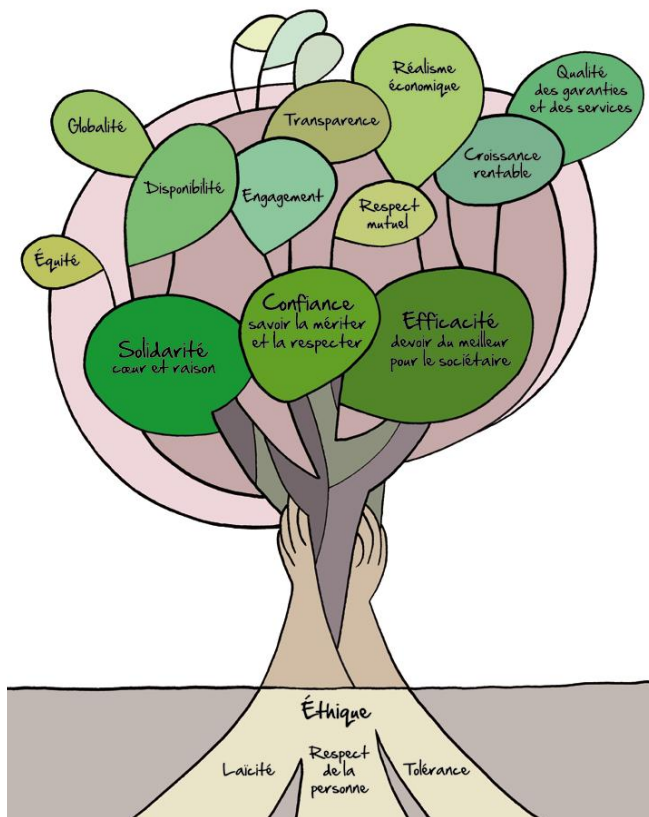 Réalisme
économique
Qualité
des garanties
et des services
Globalité
Transparence
Croissance
rentable
Disponibilité
Engagement
Respect
mutuel
Équité
Solidarité
cœur et raison
Confiance
savoir la mériter
et la respecter
Efficacité
devoir du meilleur
pour le sociétaire
Éthique
Laïcité
Respect
de la
personne
Tolérance